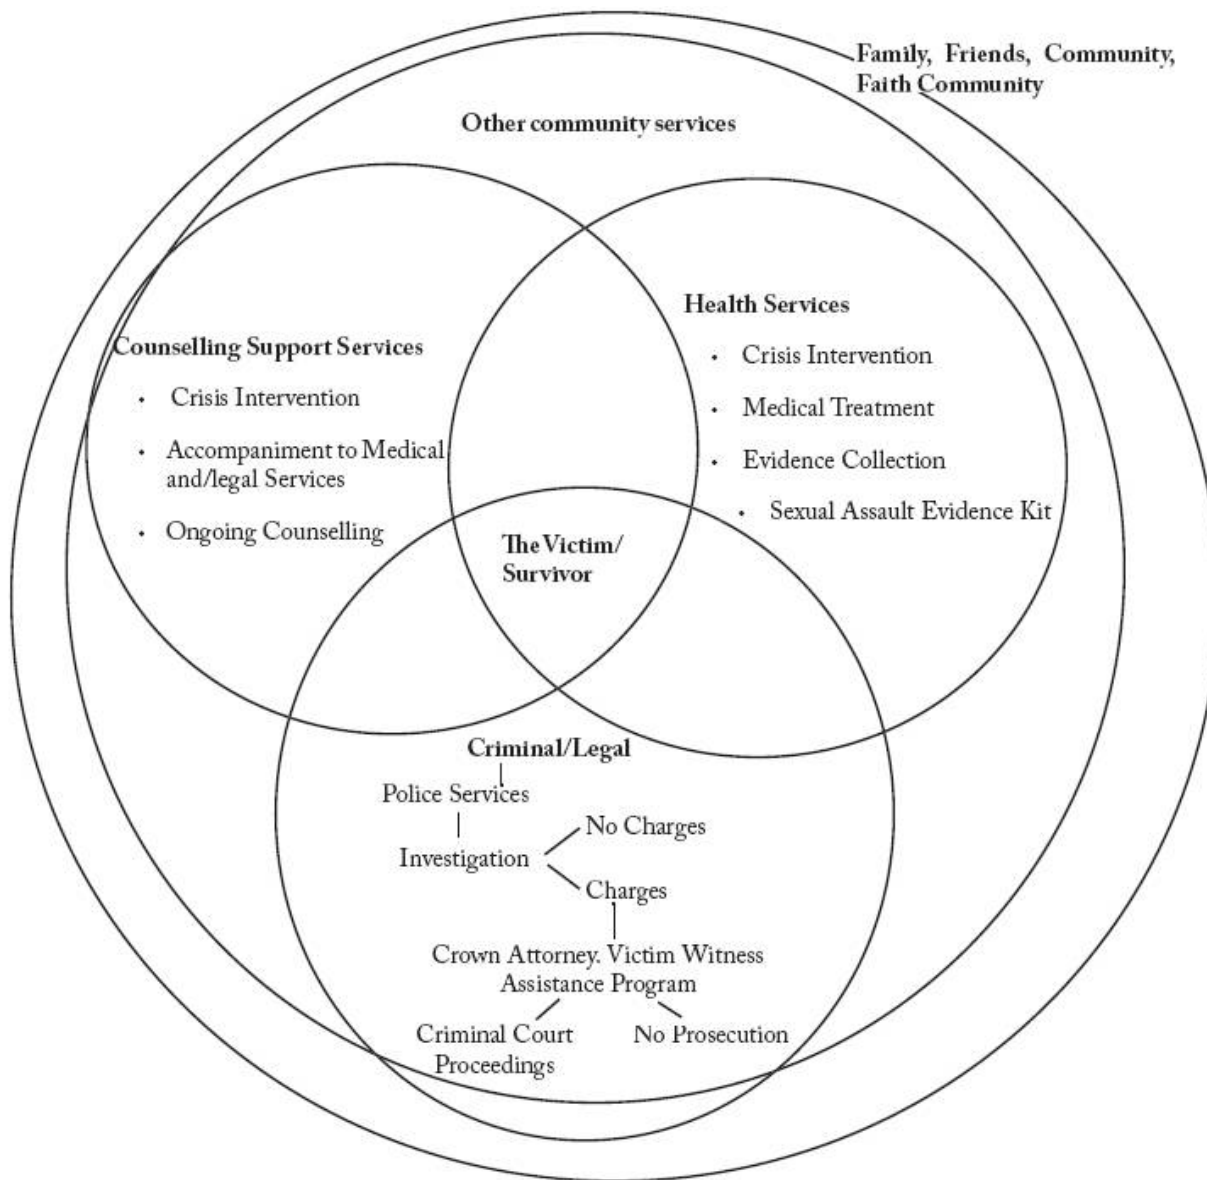 Family, Friends, Community,
Faith Community
Other community services
Counselling Support Services
• Crisis Intervention
• Accompaniment to Medical
and/legal Services
• Ongoing Counselling
Health Services
• Crisis Intervention
• Medical Treatment
• Evidence Collection
• Sexual Assault Evidence Kit
The Victim/
Survivor
Criminal/Legal
Police Services
Investigation
No Charges
Charges
Crown Attorney. Victim Witness
Assistance Program
Criminal Court
Proceedings
No Prosecution